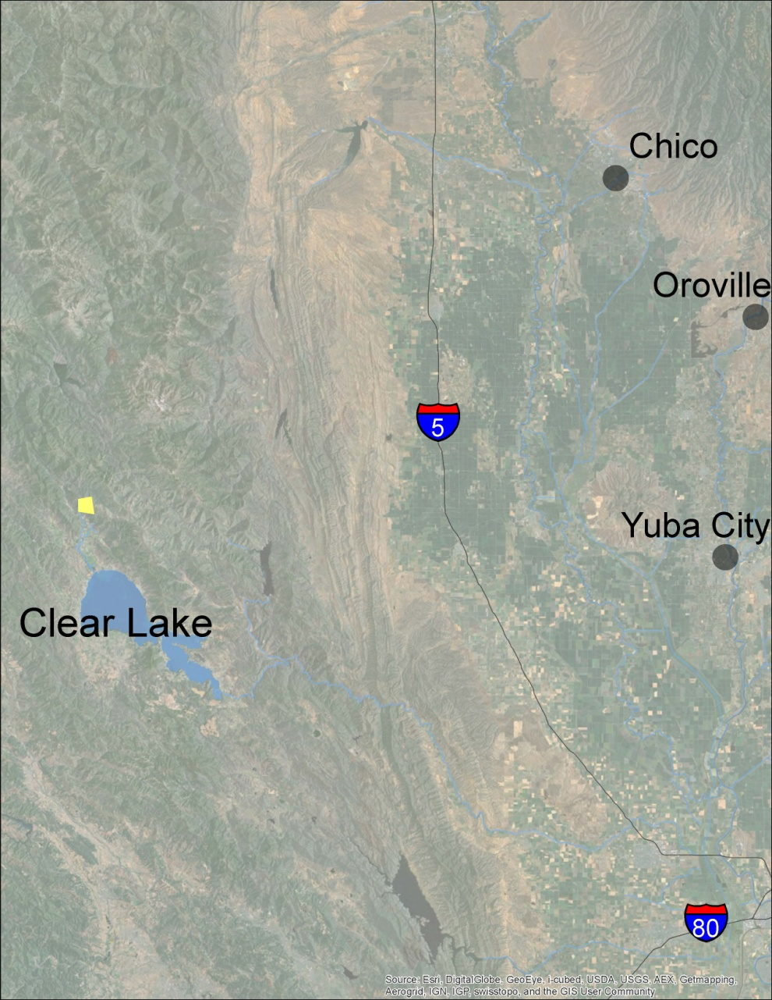 Chico
Oroville
5
Yuba City
Clear Lake
80
Source: Esri, DigitalGlobe, GeoEye, i-cubed, USDA, USGS, AEX, Getmapping,
Aerogrid, IGN, IGP, swisstopo, and the GIS User Community